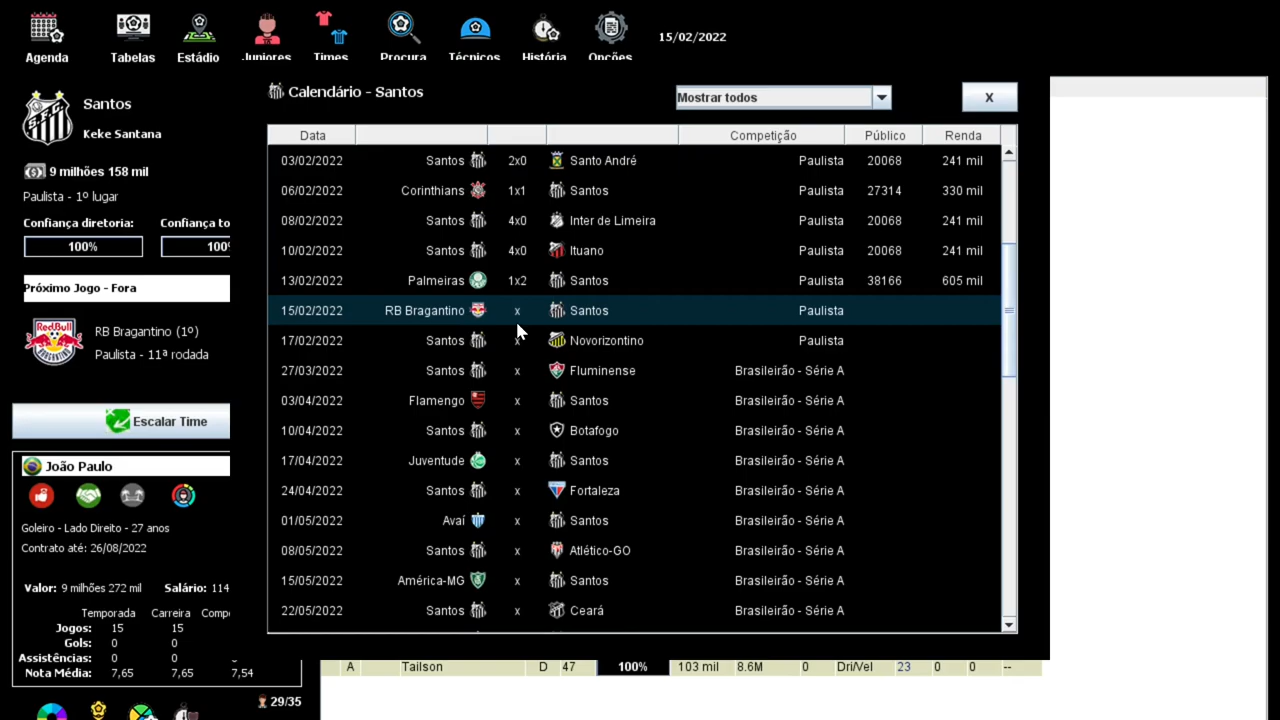 Agenda Tabelas Estádio Juniores Times Procura Técnicos História Opções 15/02/2022
Santos
Keke Santana
9 milhões 158 mil
Paulista - 1º lugar
Confiança diretoria: Confiança to
100% 100%
Próximo Jogo - Fora
RB Bragantino (1º)
Paulista - 11ª rodada
Escalar Time
João Paulo
Goleiro - Lado Direito - 27 anos
Contrato até: 26/08/2022
Valor: 9 milhões 272 mil Salário: 114
Temporada Carreira Compe
Jogos: 15 15
Gols: 0 0
Assistências: 0 0
Nota Média: 7,65 7,65 7,54
29/35
Calendário - Santos Mostrar todos X
Data Competição Público Renda
03/02/2022 Santos 2x0 Santo André Paulista 20068 241 mil
06/02/2022 Corinthians 1x1 Santos Paulista 27314 330 mil
08/02/2022 Santos 4x0 Inter de Limeira Paulista 20068 241 mil
10/02/2022 Santos 4x0 Ituano Paulista 20068 241 mil
13/02/2022 Palmeiras 1x2 Santos Paulista 38166 605 mil
15/02/2022 RB Bragantino x Santos Paulista
17/02/2022 Santos x Novorizontino Paulista
27/03/2022 Santos x Fluminense Brasileirão - Série A
03/04/2022 Flamengo x Santos Brasileirão - Série A
10/04/2022 Santos x Botafogo Brasileirão - Série A
17/04/2022 Juventude x Santos Brasileirão - Série A
24/04/2022 Santos x Fortaleza Brasileirão - Série A
01/05/2022 Avaí x Santos Brasileirão - Série A
08/05/2022 Santos x Atlético-GO Brasileirão - Série A
15/05/2022 América-MG x Santos Brasileirão - Série A
22/05/2022 Santos x Ceará Brasileirão - Série A
A Tailson D 47 100% 103 mil 8.6M 0 Dri/Vel 23 0 0 --